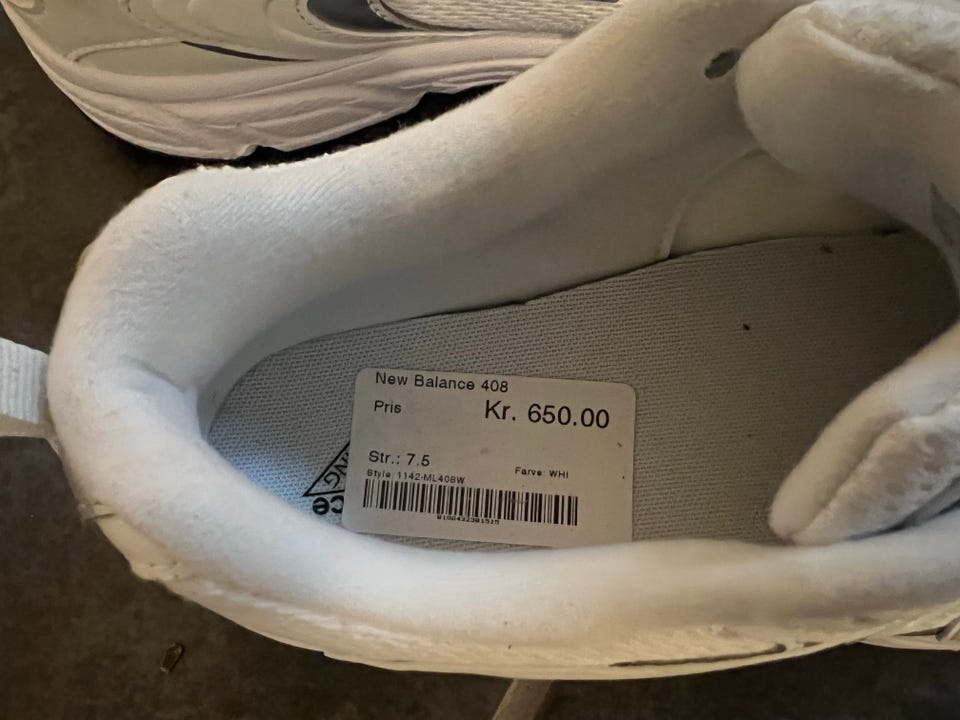 New Balance 408
Pris Kr. 650.00
Str.: 7,5
Style: 1142-ML408W Farve: WHI